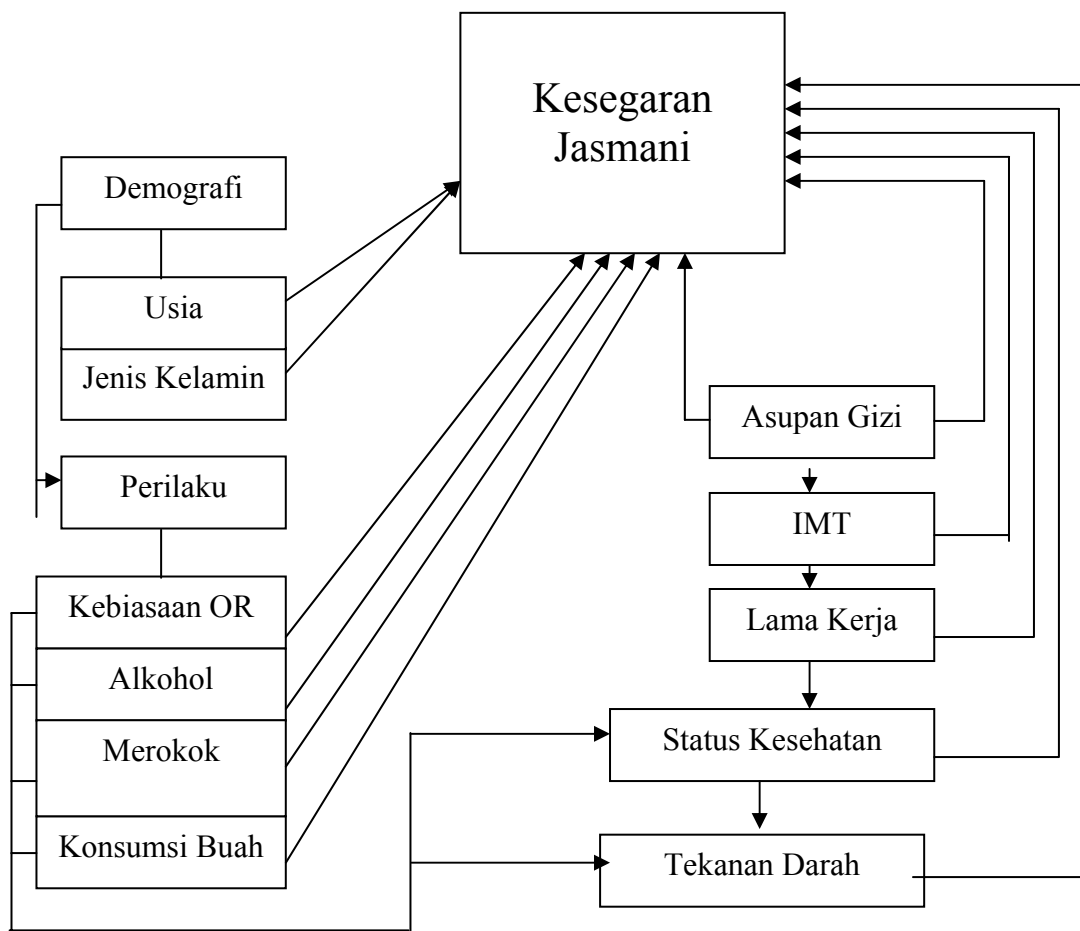 Kesegaran
Jasmani
Demografi
Usia
Jenis Kelamin
Perilaku
Kebiasaan OR
Alkohol
Merokok
Konsumsi Buah
Asupan Gizi
IMT
Lama Kerja
Status Kesehatan
Tekanan Darah